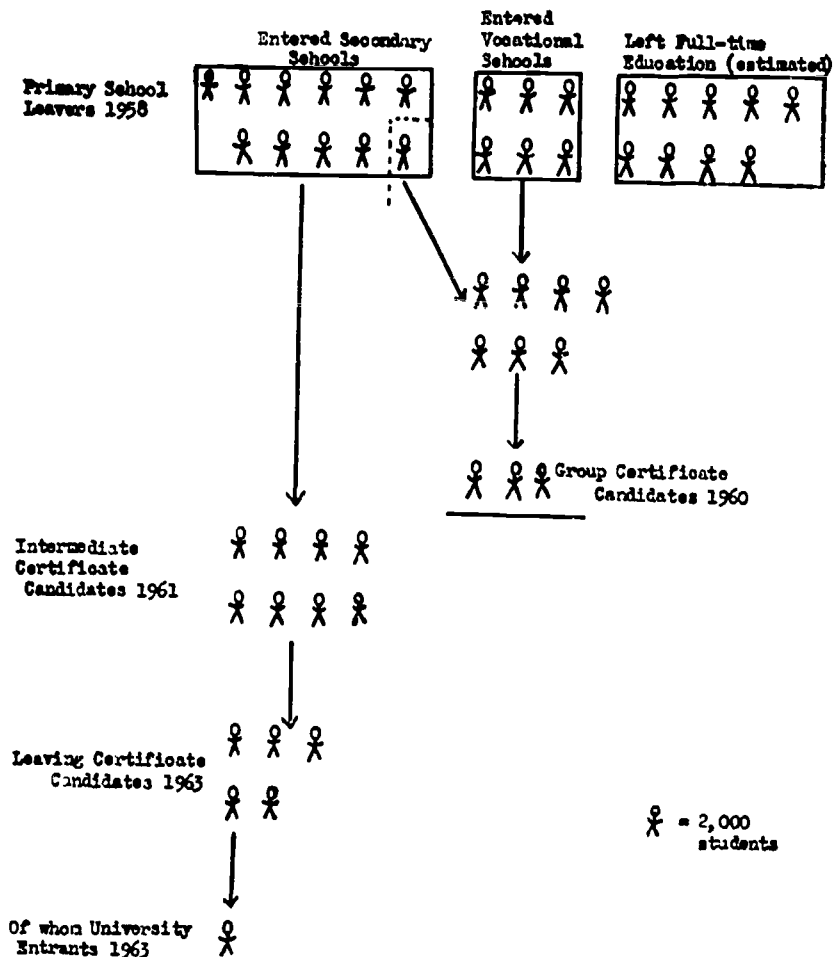 Entered Secondary
Schools
Entered
Vocational
Schools
Left Full-time
Education (estimated)
Primary School
Leavers 1958
Group Certificate
Candidates 1960
Intermediate
Certificate
Candidates 1961
Leaving Certificate
Candidates 1963
= 2,000
students
Of whom University
Entrants 1963